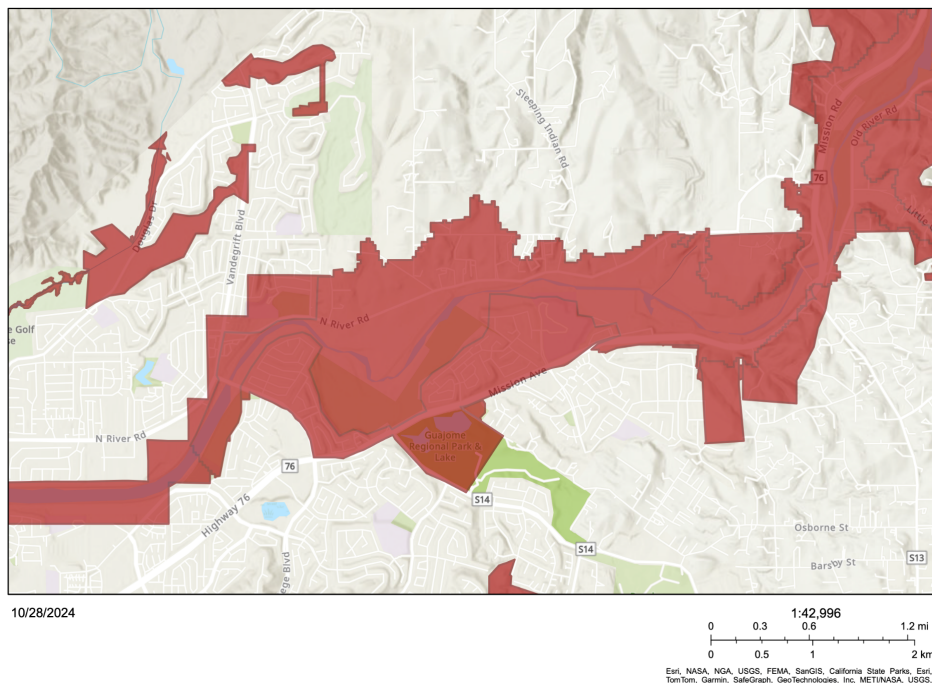 Sleeping Indian Rd
Mission Rd
Old River Rd
76
Little
Douglas Dr
Vandegrift Blvd
e Golf
se
N River Rd
Mission Ave
N River Rd
Guajome
Regional Park &
Lake
76
S14
Highway 76
ege Blvd
S14
Osborne St
Barsby St
S13
10/28/2024
1:42,996
0 0.3 0.6 1.2 mi
0 0.5 1 2 km
Esri, NASA, NGA, USGS, FEMA, SanGIS, California State Parks, Esri,
TomTom, Garmin, SafeGraph, GeoTechnologies, Inc, METI/NASA, USGS,